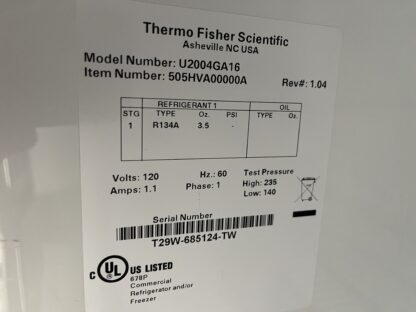 Thermo Fisher Scientific
Asheville NC USA
Model Number: U2004GA16
Item Number: 505HVA00000A Rev#: 1.04
REFRIGERANT 1 OIL
STG TYPE Oz. PSI TYPE Oz.
1 R134A 3.5 -
Volts: 120 Hz.: 60 Test Pressure
Amps: 1.1 Phase: 1 High: 235
Low: 140
Serial Number
T29W-685124-TW
C UL US LISTED
678P
Commercial
Refrigerator and/or
Freezer